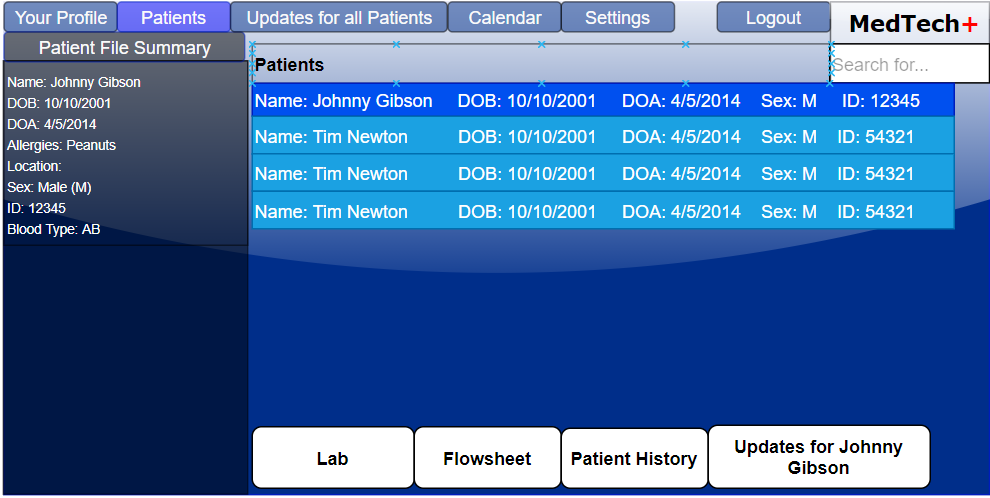 Your Profile Patients Updates for all Patients Calendar Settings Logout MedTech+
Patient File Summary
Patients Search for...
Name: Johnny Gibson
DOB: 10/10/2001
DOA: 4/5/2014
Allergies: Peanuts
Location:
Sex: Male (M)
ID: 12345
Blood Type: AB
Name: Johnny Gibson DOB: 10/10/2001 DOA: 4/5/2014 Sex: M ID: 12345
Name: Tim Newton DOB: 10/10/2001 DOA: 4/5/2014 Sex: M ID: 54321
Name: Tim Newton DOB: 10/10/2001 DOA: 4/5/2014 Sex: M ID: 54321
Name: Tim Newton DOB: 10/10/2001 DOA: 4/5/2014 Sex: M ID: 54321
Lab Flowsheet Patient History Updates for Johnny
Gibson